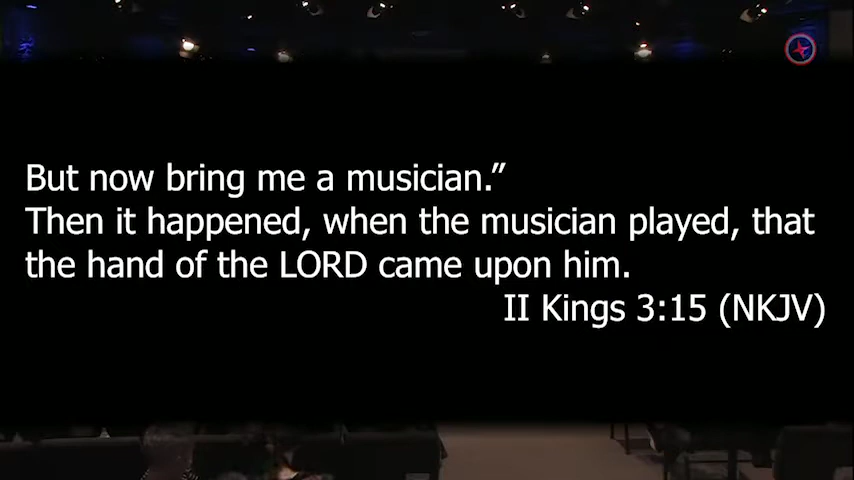 But now bring me a musician.”
Then it happened, when the musician played, that
the hand of the LORD came upon him.
II Kings 3:15 (NKJV)